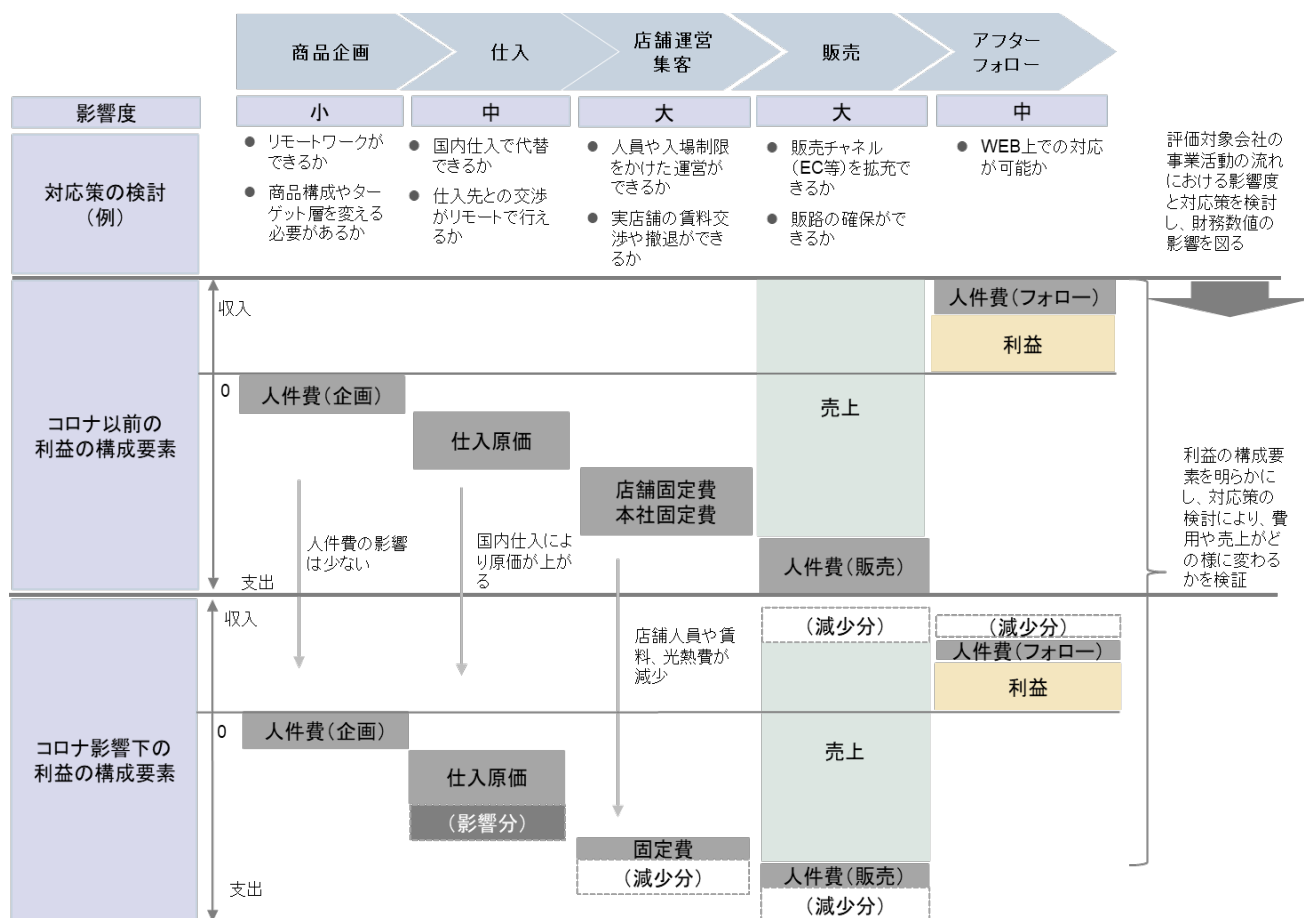 商品企画
仕入
店舗運営
集客
販売
アフター
フォロー
影響度
小
中
大
大
中
対応策の検討
（例）
● リモートワークが
できるか
● 商品構成やター
ゲット層を変える
必要があるか
● 国内仕入で代替
できるか
● 仕入先との交渉
がリモートで行え
るか
● 人員や入場制限
をかけた運営が
できるか
● 実店舗の賃料交
渉や撤退ができ
るか
● 販売チャネル
（EC等）を拡充で
きるか
● 販路の確保がで
きるか
● WEB上での対応
が可能か
評価対象会社の
事業活動の流れ
における影響度
と対応策を検討
し、財務数値の
影響を図る
コロナ以前の
利益の構成要素
収入
0
支出
人件費（企画）
仕入原価
店舗固定費
本社固定費
売上
人件費（販売）
人件費（フォロー）
利益
人件費の影響
は少ない
国内仕入によ
り原価が上が
る
店舗人員や賃
料、光熱費が
減少
利益の構成要
素を明らかに
し、対応策の
検討により、費
用や売上がど
の様に変わる
かを検証
コロナ影響下の
利益の構成要素
収入
0
支出
人件費（企画）
仕入原価
（影響分）
固定費
（減少分）
（減少分）
売上
人件費（販売）
（減少分）
（減少分）
人件費（フォロー）
利益